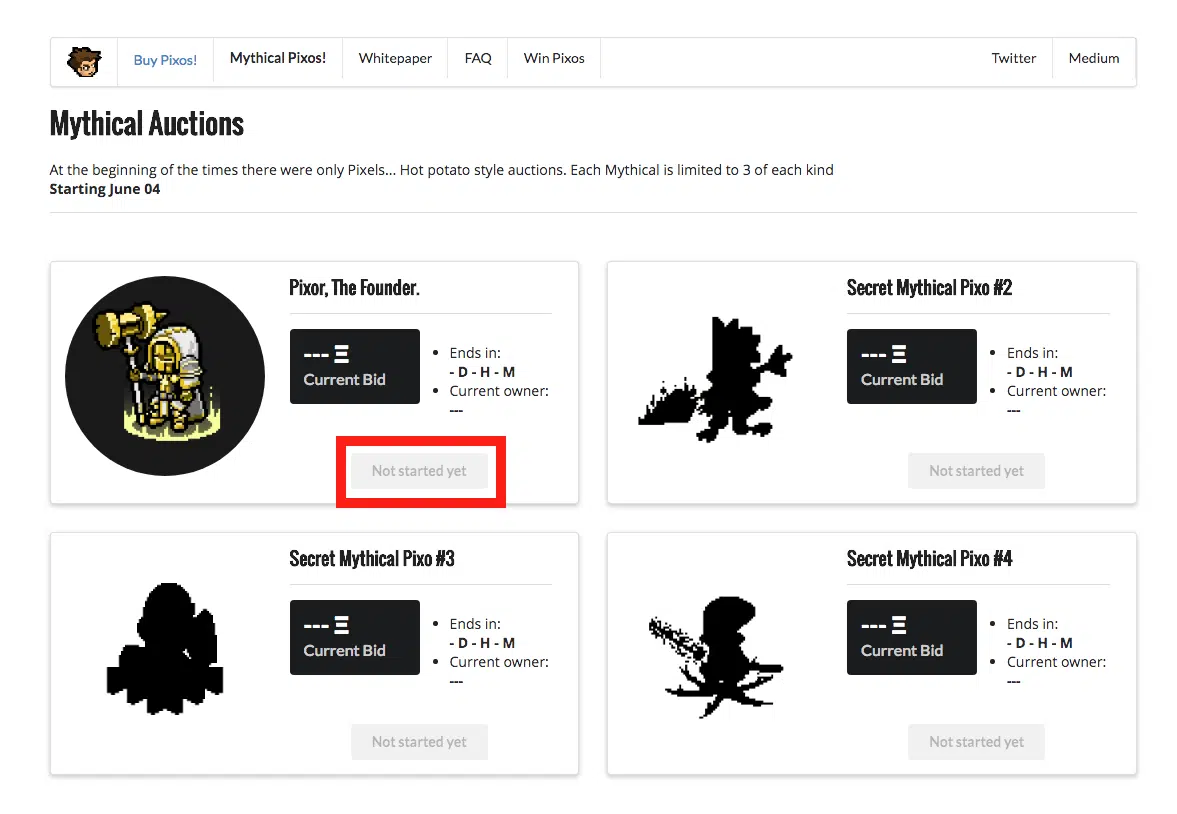 Buy Pixos!
Mythical Pixos!
Whitepaper
FAQ
Win Pixos
Twitter
Medium
Mythical Auctions
At the beginning of the times there were only Pixels... Hot potato style auctions. Each Mythical is limited to 3 of each kind
Starting June 04
Pixor, The Founder.
--- Ξ
Current Bid
Ends in:
- D - H - M
Current owner:
---
Not started yet
Secret Mythical Pixo #2
--- Ξ
Current Bid
Ends in:
- D - H - M
Current owner:
---
Not started yet
Secret Mythical Pixo #3
--- Ξ
Current Bid
Ends in:
- D - H - M
Current owner:
---
Not started yet
Secret Mythical Pixo #4
--- Ξ
Current Bid
Ends in:
- D - H - M
Current owner:
---
Not started yet